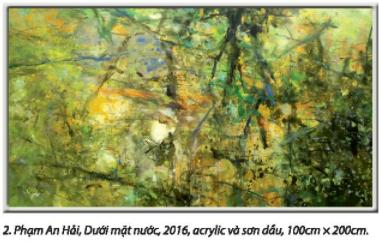 2. Phạm An Hải, Dưới mặt nước, 2016, acrylic và sơn dầu, 100cm × 200cm.